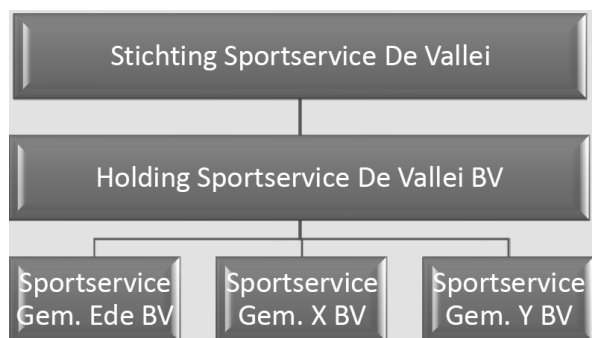 Stichting Sportservice De Vallei
Holding Sportservice De Vallei BV
Sportservice
Gem. Ede BV
Sportservice
Gem. X BV
Sportservice
Gem. Y BV